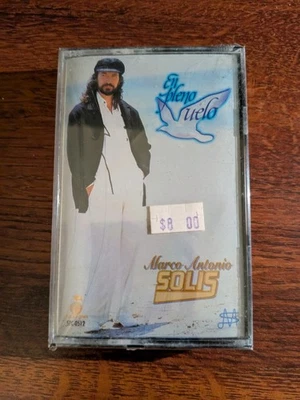 En
pleno
vuelo
$8 00
Marco Antonio
SOLIS